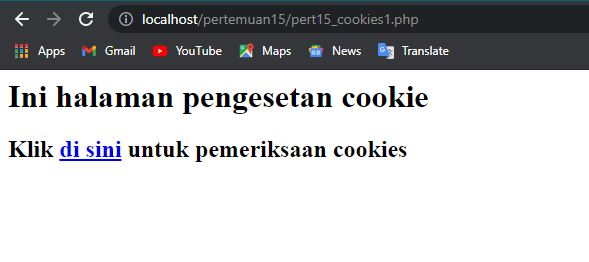 localhost/pertemuan15/pert15_cookies1.php
Apps Gmail YouTube Maps News Translate
Ini halaman pengesetan cookie
Klik di sini untuk pemeriksaan cookies